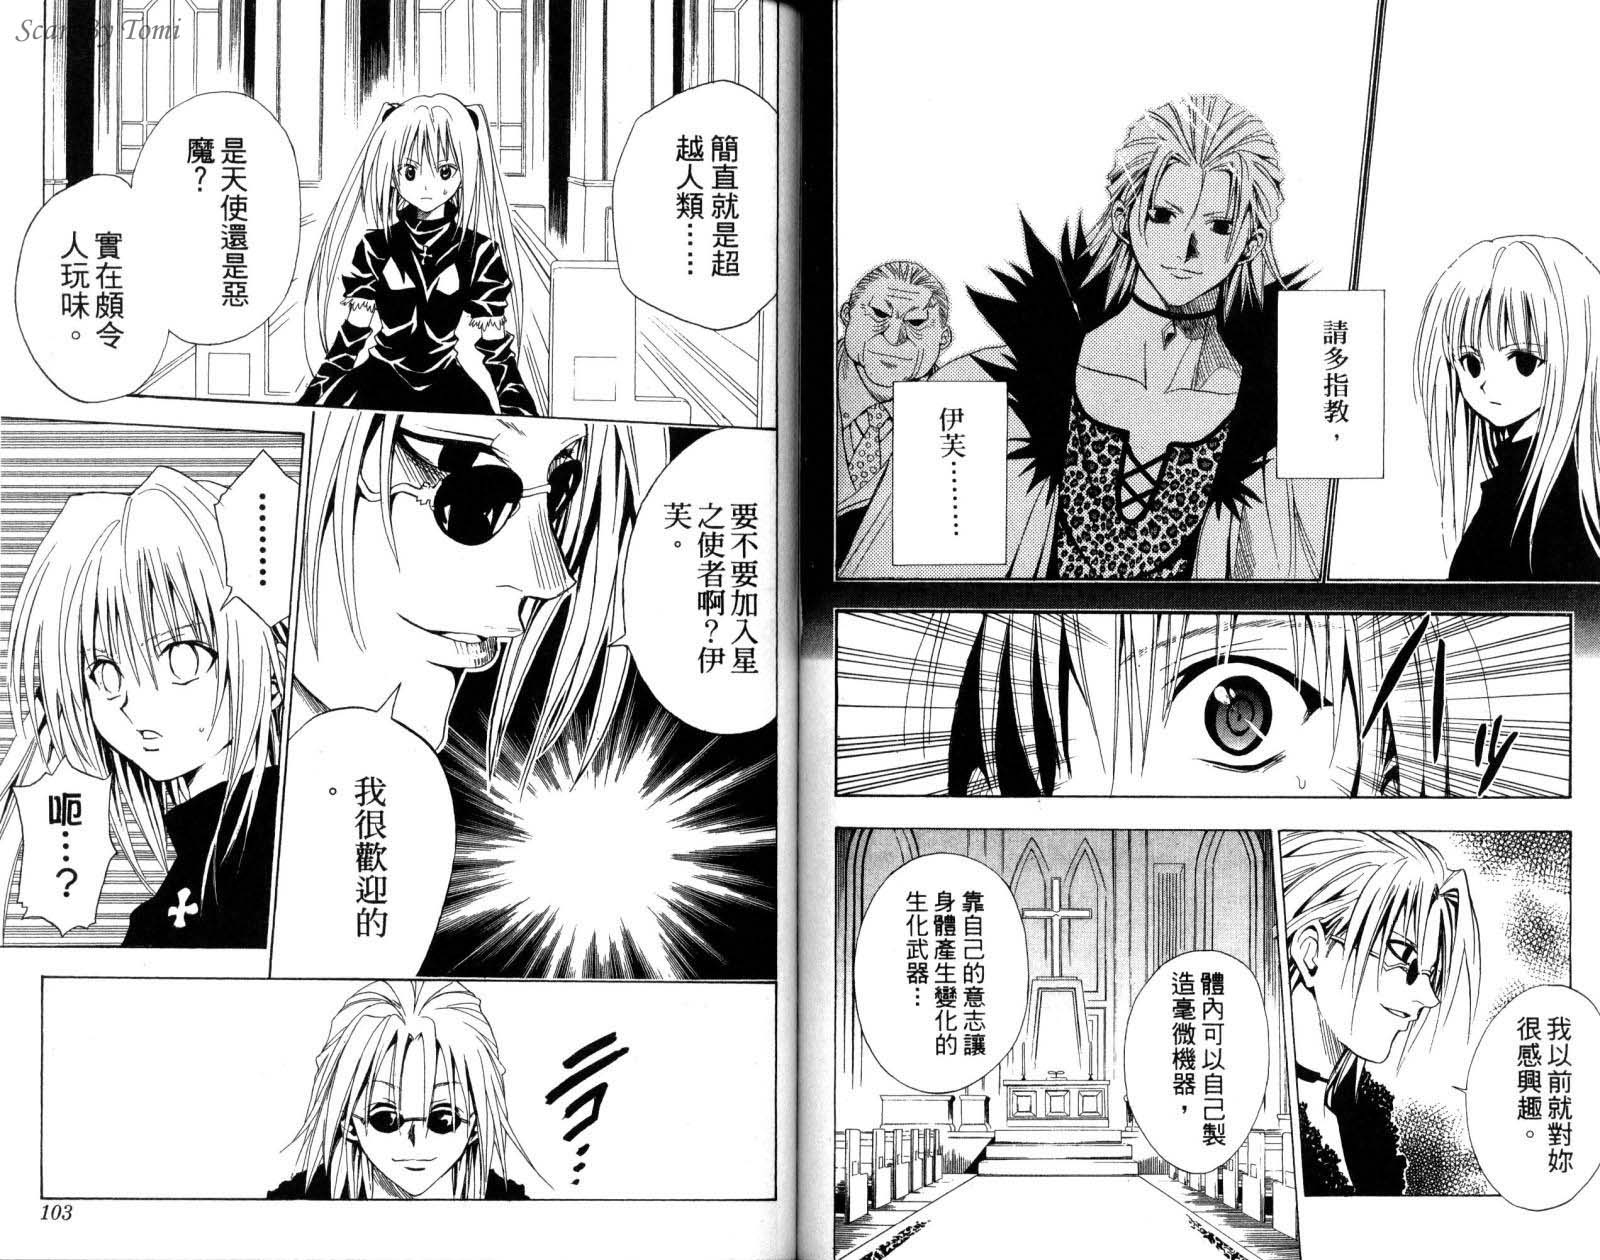 請多指教，
伊芙………
ハッ
我以前就對妳
很感興趣。
體內可以自己製
造毫微機器，
靠自己的意志讓
身體產生變化的
生化武器…
簡直就是超
越人類……
是天使還是惡
魔？
實在頗令
人玩味。
要不要加入星
之使者啊？伊
芙。
我很歡迎的
。
………
呃…？
103
Scan By Tomi